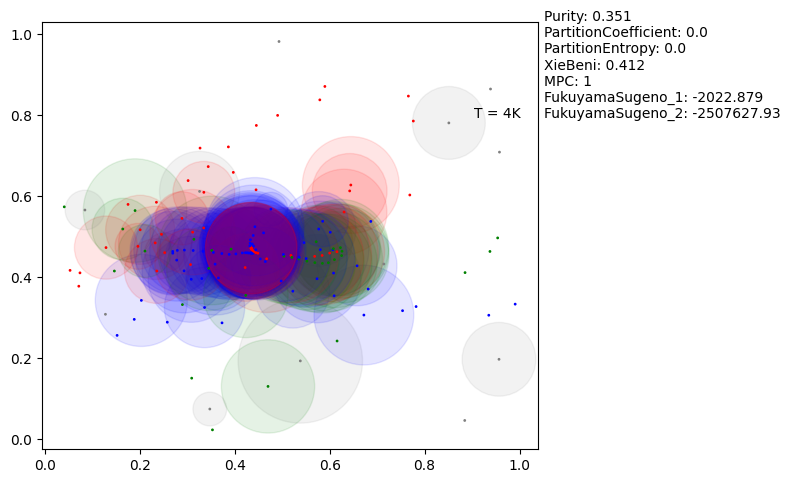 Purity: 0.351
PartitionCoefficient: 0.0
PartitionEntropy: 0.0
XieBeni: 0.412
MPC: 1
FukuyamaSugeno_1: -2022.879
FukuyamaSugeno_2: -2507627.93
T = 4K
1.0
0.8
0.6
0.4
0.2
0.0
0.0 0.2 0.4 0.6 0.8 1.0